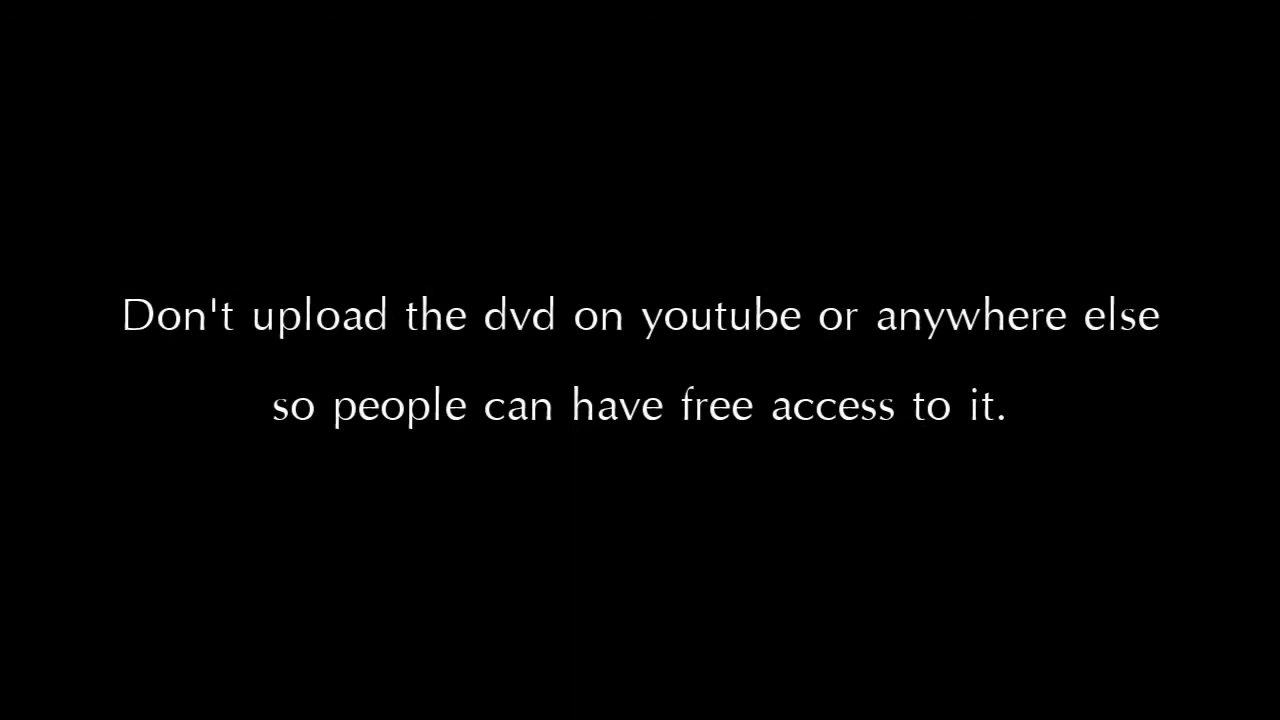 Don't upload the dvd on youtube or anywhere else
so people can have free access to it.